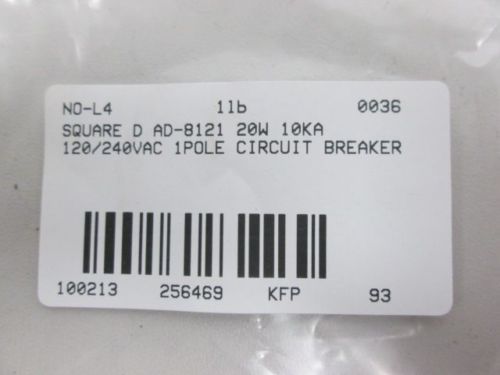 NO-L4 1lb 0036
SQUARE D AD-8121 20W 10KA
120/240VAC 1POLE CIRCUIT BREAKER
100213 256469 KFP 93